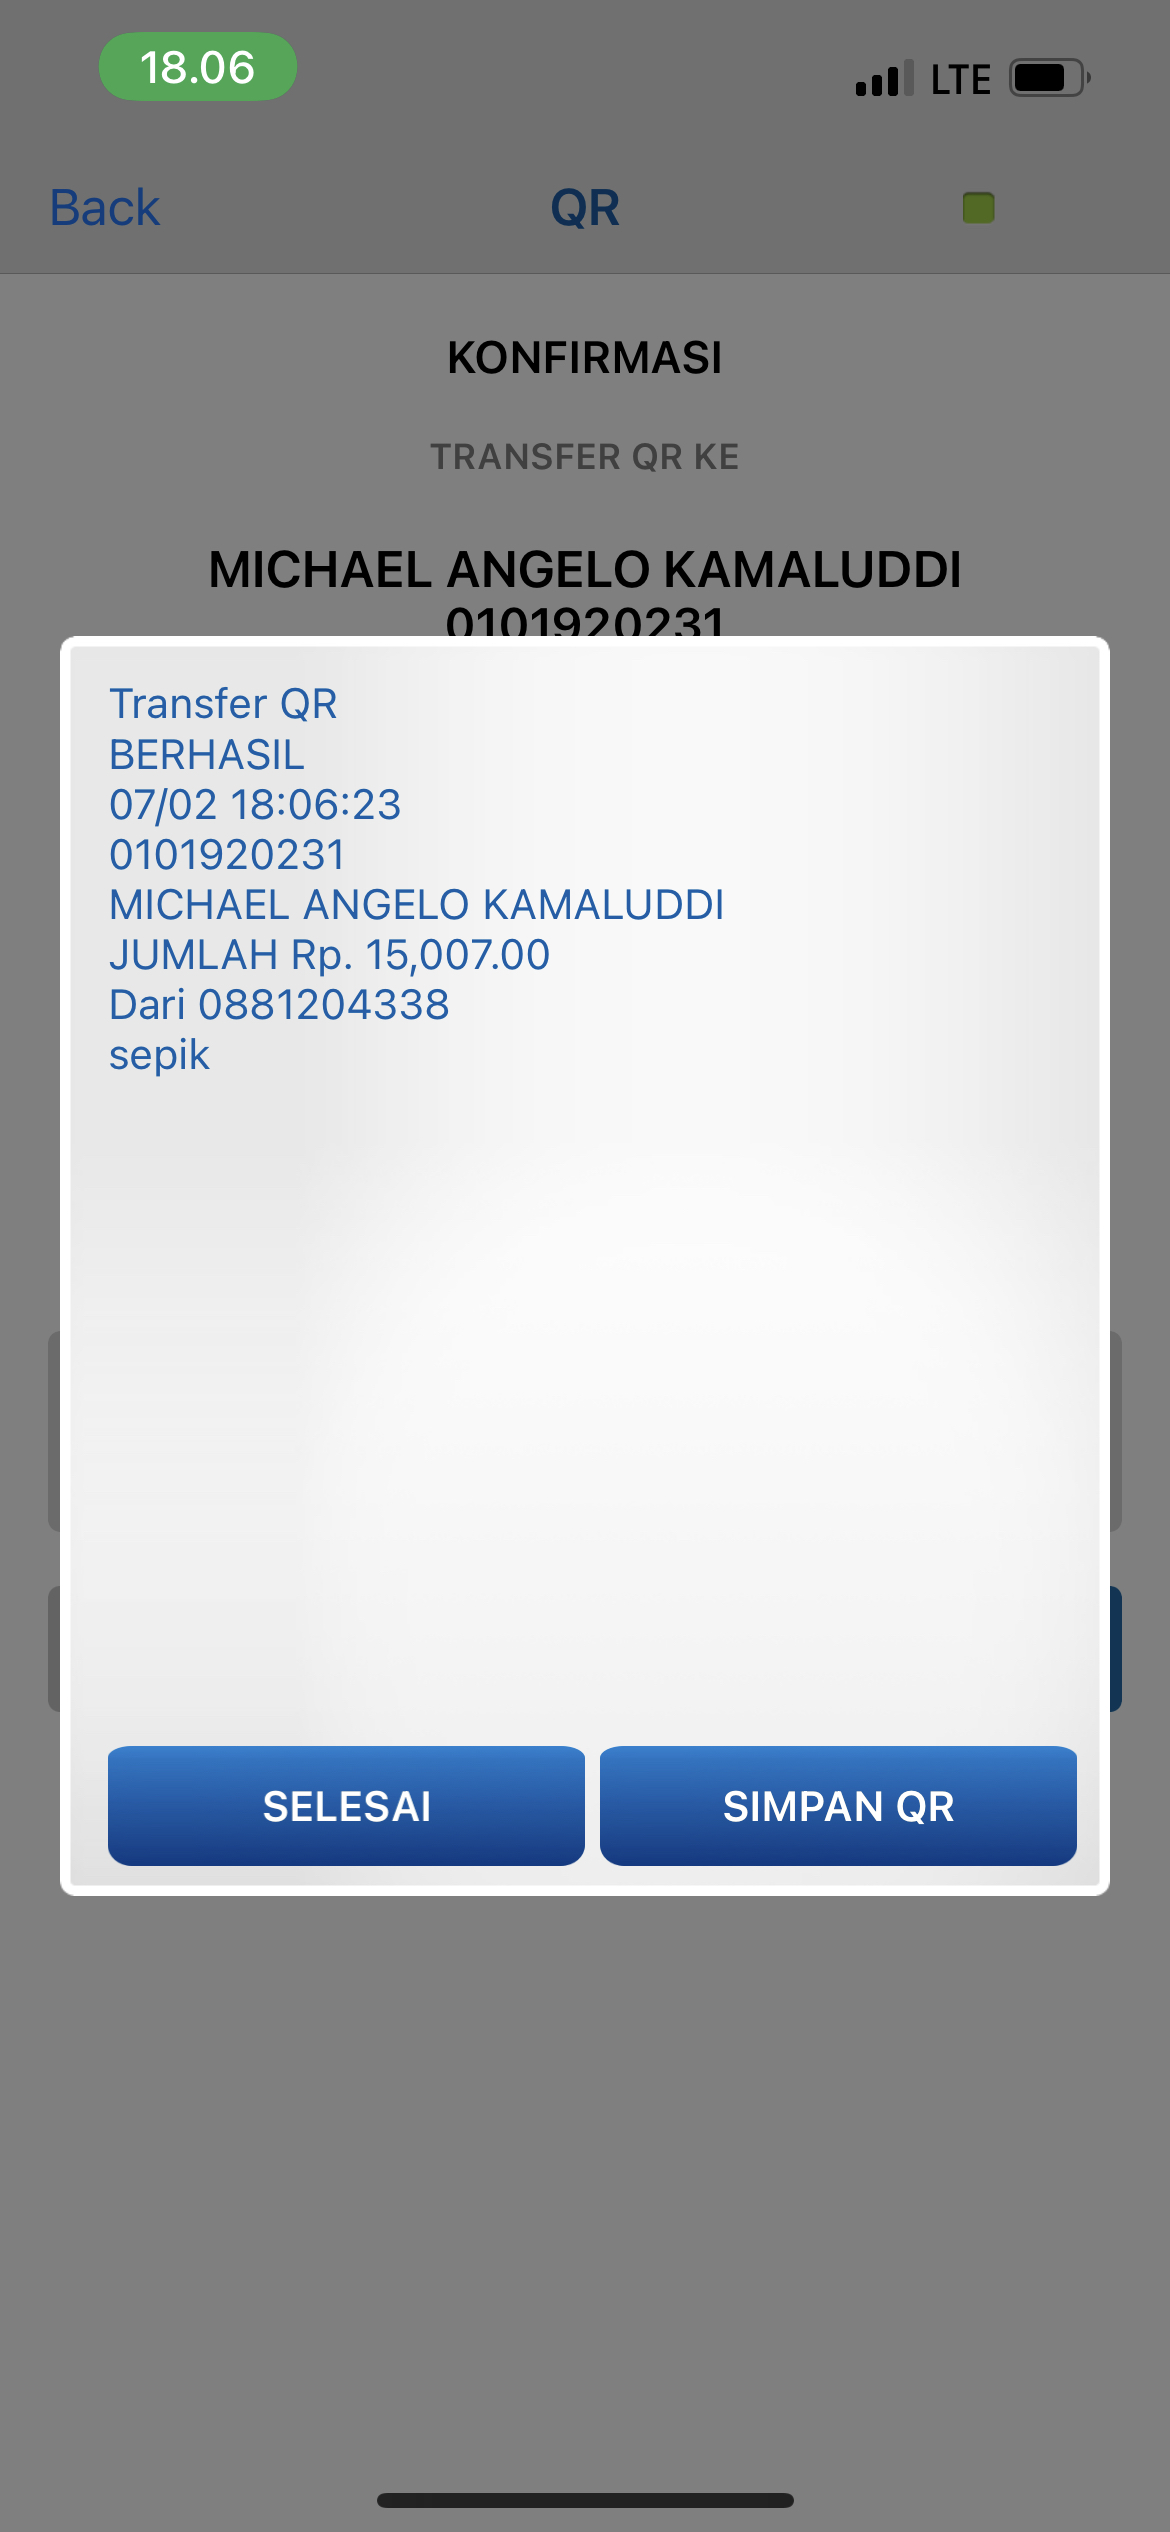 18.06
LTE
Back
QR
KONFIRMASI
TRANSFER QR KE
MICHAEL ANGELO KAMALUDDI
0101920231
Transfer QR
BERHASIL
07/02 18:06:23
0101920231
MICHAEL ANGELO KAMALUDDI
JUMLAH Rp. 15,007.00
Dari 0881204338
sepik
SELESAI
SIMPAN QR